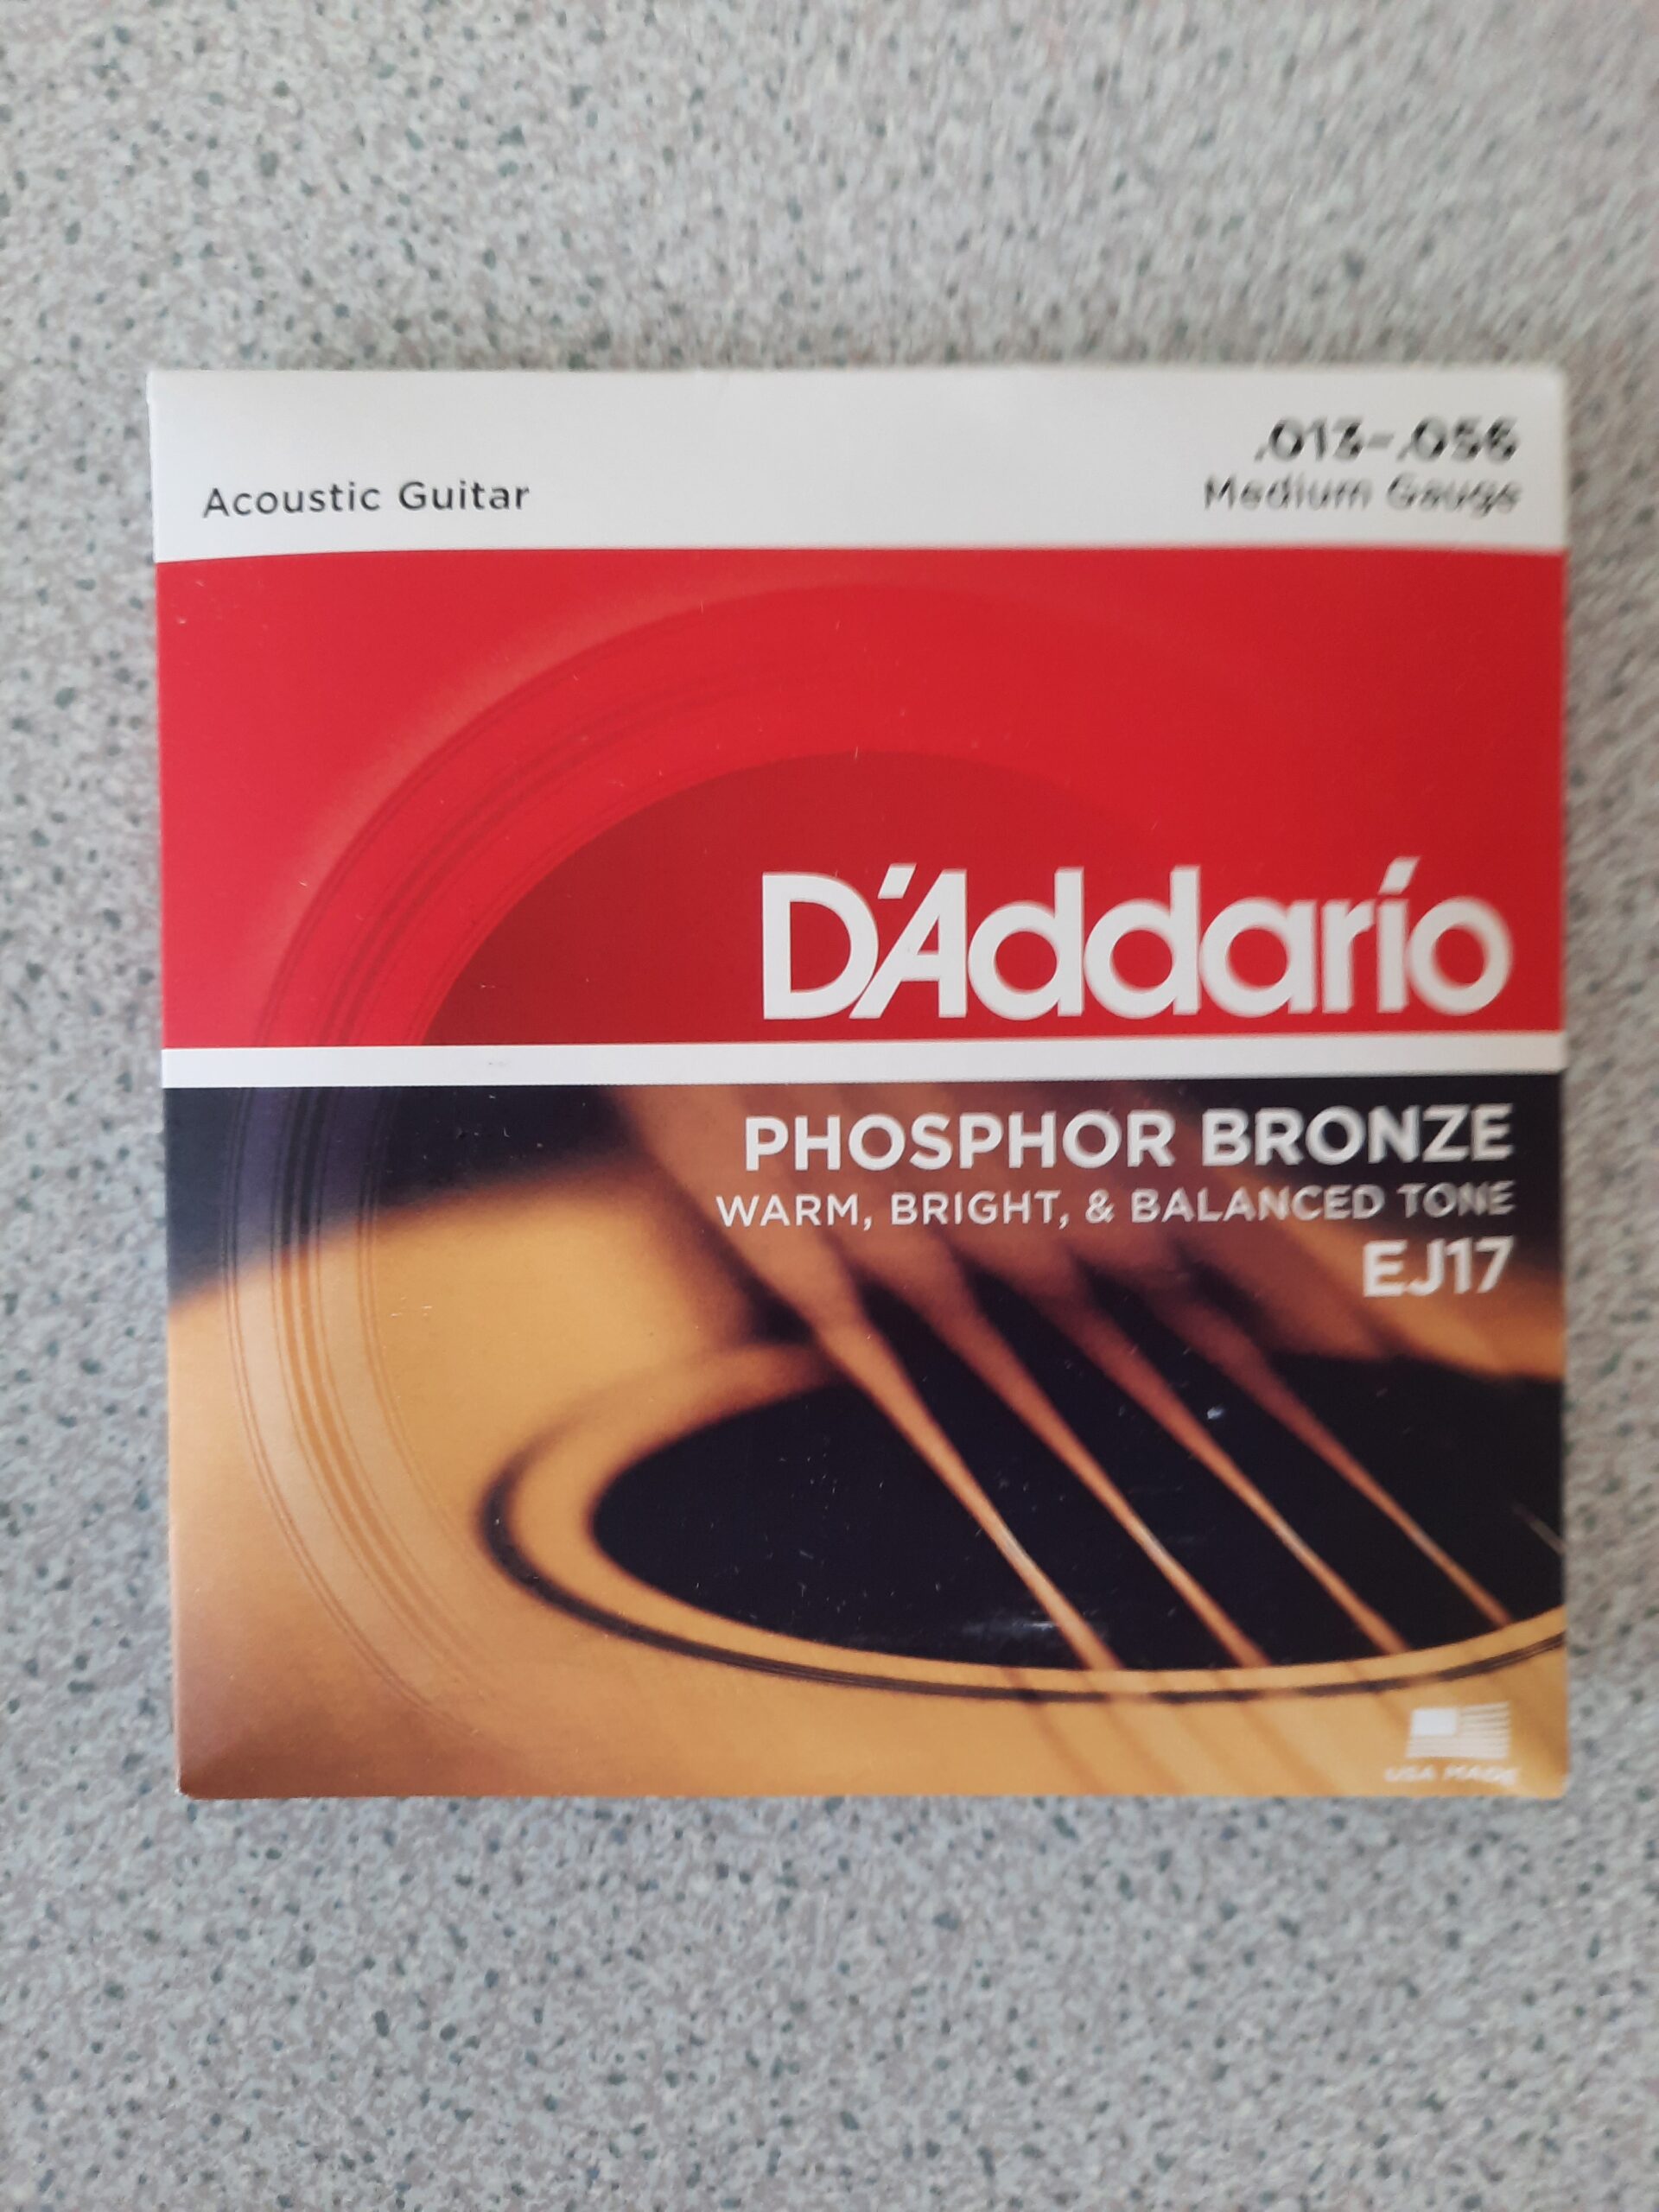 .013–.056
Acoustic Guitar
Medium Gauge
D'Addario
PHOSPHOR BRONZE
WARM, BRIGHT, & BALANCED TONE
EJ17
USA MADE